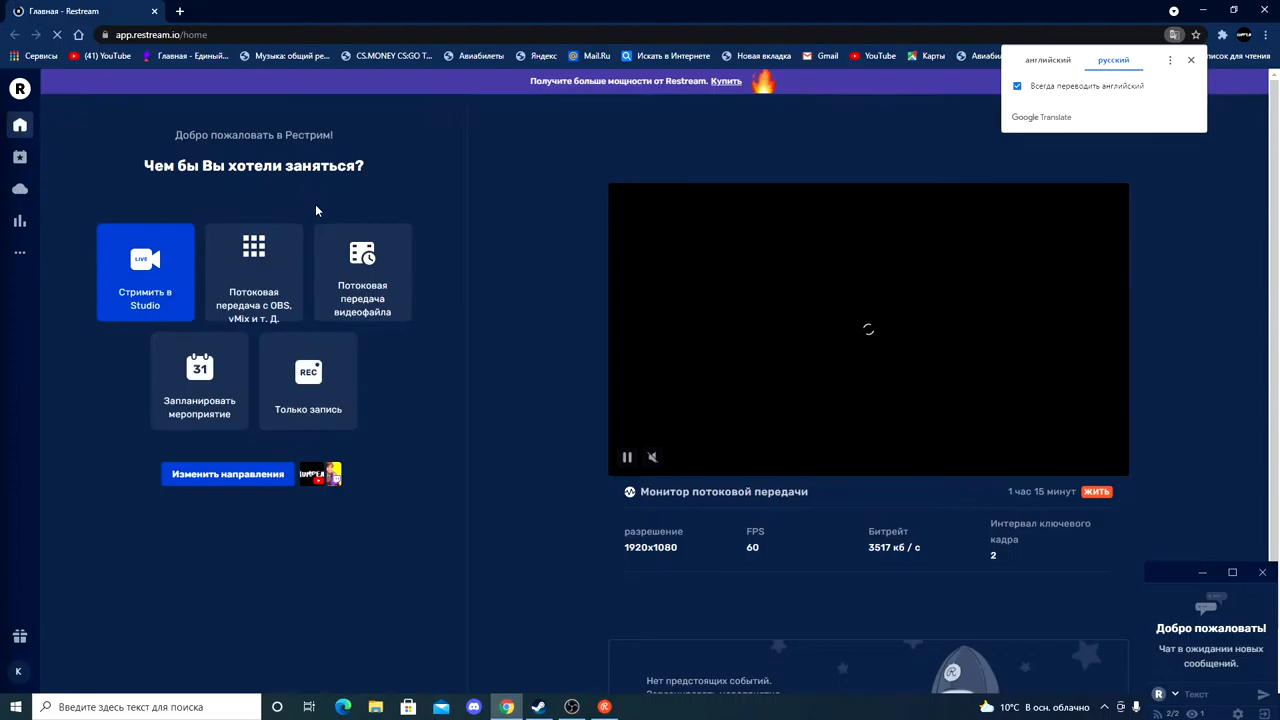 Главная - Restream
app.restream.io/home
Сервисы
(41) YouTube
Главная - Единый...
Музыка: общий ro...
CS.MONEY CS:GO T...
Авиабилеты
Яндекс
Mail.Ru
Искать в Интернете
Новая вкладка
Gmail
YouTube
Карты
список для чтения
английский
русский
Всегда переводить английский
Google Translate
Получите больше мощности от Restream. Купить
R
Добро пожаловать в Рестрим!
Чем бы Вы хотели заняться?
LIVE
Стримить в
Studio
Потоковая
передача с OBS,
vMix и т. Д.
Потоковая
передача
видеофайла
31
Запланировать
мероприятие
REC
Только запись
Изменить направления
Монитор потоковой передачи
1 час 15 минут ЖИТЬ
разрешение
1920x1080
FPS
60
Битрейт
3517 кб / с
Интервал ключевого
кадра
2
Нет предстоящих событий.
Добро пожаловать!
Чат в ожидании новых
сообщений.
R
Текст
2/2
1
K
Введите здесь текст для поиска
10°C В осн. облачно